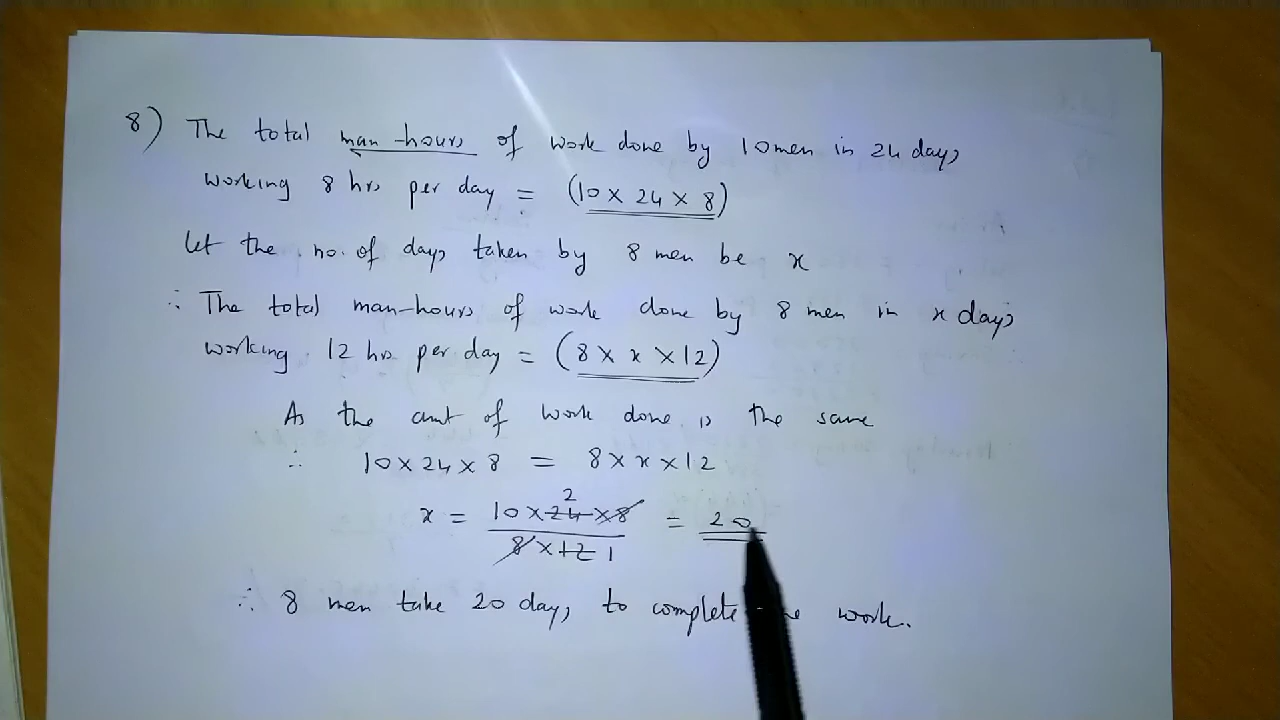 8) The total man-hours of work done by 10 men in 24 days
working 8 hrs per day = (10 × 24 × 8)
Let the no. of days taken by 8 men be x
∴ The total man-hours of work done by 8 men in x days
working 12 hrs per day = (8 × x × 12)
As the amt of work done is the same
∴ 10 × 24 × 8 = 8 × x × 12
2
x = 10 × 24 × 8 = 20
8 × 12 1
∴ 8 men take 20 days to complete work.